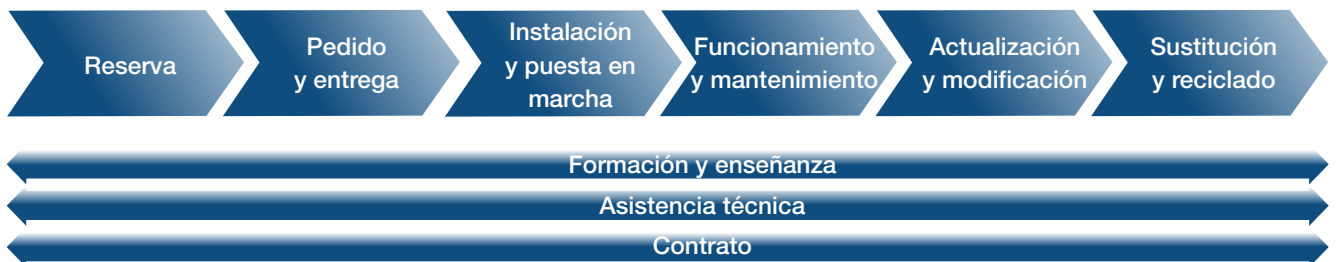 Reserva
Pedido
y entrega
Instalación
y puesta en
marcha
Funcionamiento
y mantenimiento
Actualización
y modificación
Sustitución
y reciclado
Formación y enseñanza
Asistencia técnica
Contrato